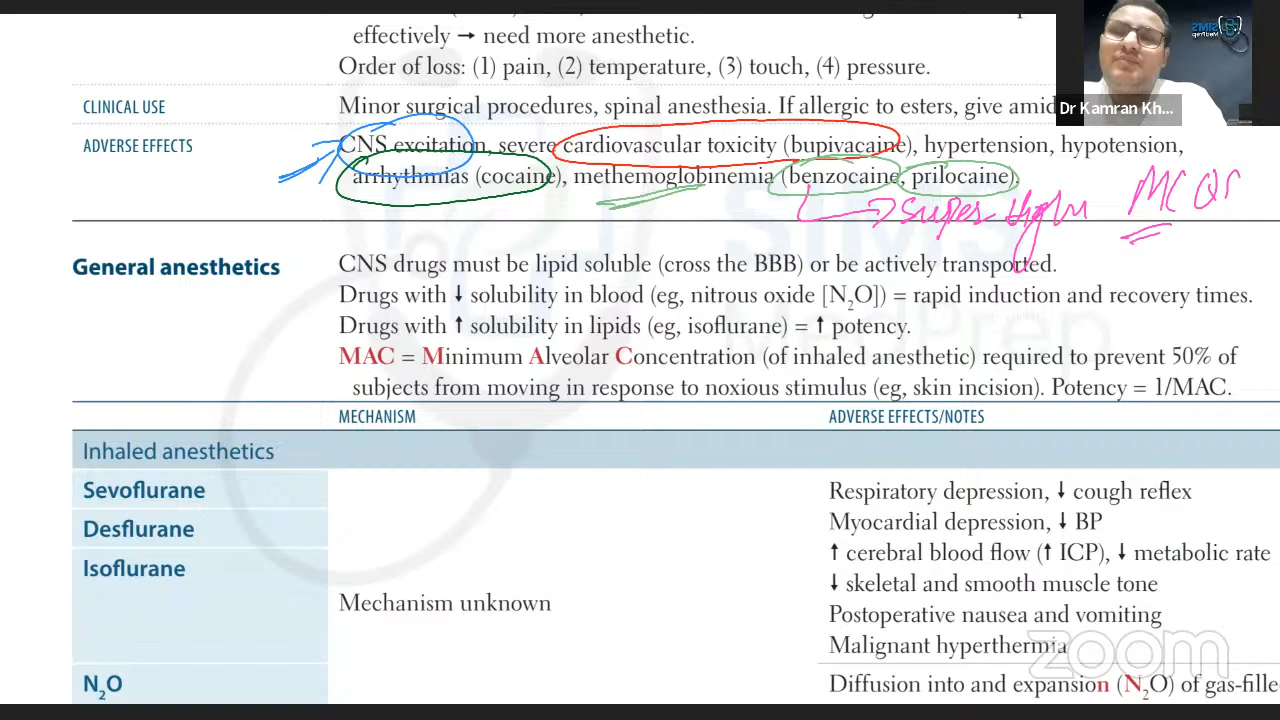 effectively → need more anesthetic.
Order of loss: (1) pain, (2) temperature, (3) touch, (4) pressure.
CLINICAL USE
Minor surgical procedures, spinal anesthesia. If allergic to esters, give amid
Dr Kamran Kh...
ADVERSE EFFECTS
CNS excitation, severe cardiovascular toxicity (bupivacaine), hypertension, hypotension,
arrhythmias (cocaine), methemoglobinemia (benzocaine, prilocaine).
→ super High MCQS
General anesthetics
CNS drugs must be lipid soluble (cross the BBB) or be actively transported.
Drugs with ↓ solubility in blood (eg, nitrous oxide [N₂O]) = rapid induction and recovery times.
Drugs with ↑ solubility in lipids (eg, isoflurane) = ↑ potency.
MAC = Minimum Alveolar Concentration (of inhaled anesthetic) required to prevent 50% of
subjects from moving in response to noxious stimulus (eg, skin incision). Potency = 1/MAC.
MECHANISM
ADVERSE EFFECTS/NOTES
Inhaled anesthetics
Sevoflurane
Desflurane
Isoflurane
Mechanism unknown
Respiratory depression, ↓ cough reflex
Myocardial depression, ↓ BP
↑ cerebral blood flow (↑ ICP), ↓ metabolic rate
↓ skeletal and smooth muscle tone
Postoperative nausea and vomiting
Malignant hyperthermia
zoom
N₂O
Diffusion into and expansion (N₂O) of gas-fille
SIMS
MedPrep